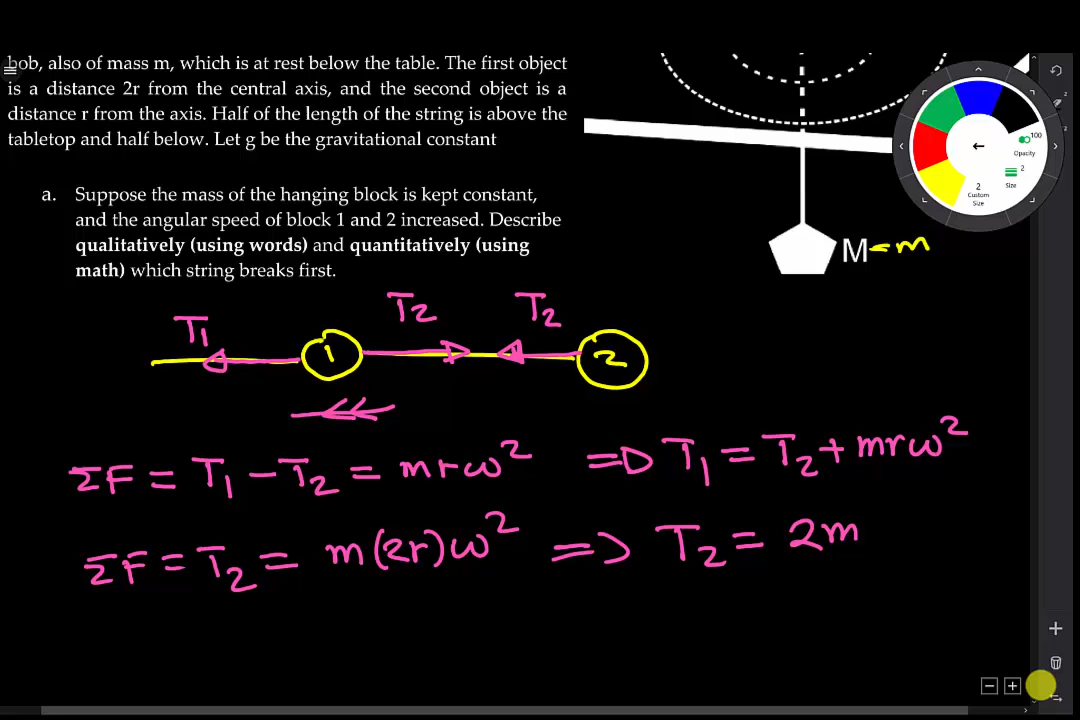 bob, also of mass m, which is at rest below the table. The first object
is a distance 2r from the central axis, and the second object is a
distance r from the axis. Half of the length of the string is above the
tabletop and half below. Let g be the gravitational constant
a. Suppose the mass of the hanging block is kept constant,
and the angular speed of block 1 and 2 increased. Describe
qualitatively (using words) and quantitatively (using
math) which string breaks first.
M = m
100
Opacity
2
Size
2
Custom
Size
T₁ T₂ T₂
1 2
ΣF = T₁ - T₂ = mrω² => T₁ = T₂ + mrω²
ΣF = T₂ = m(2r)ω² => T₂ = 2m